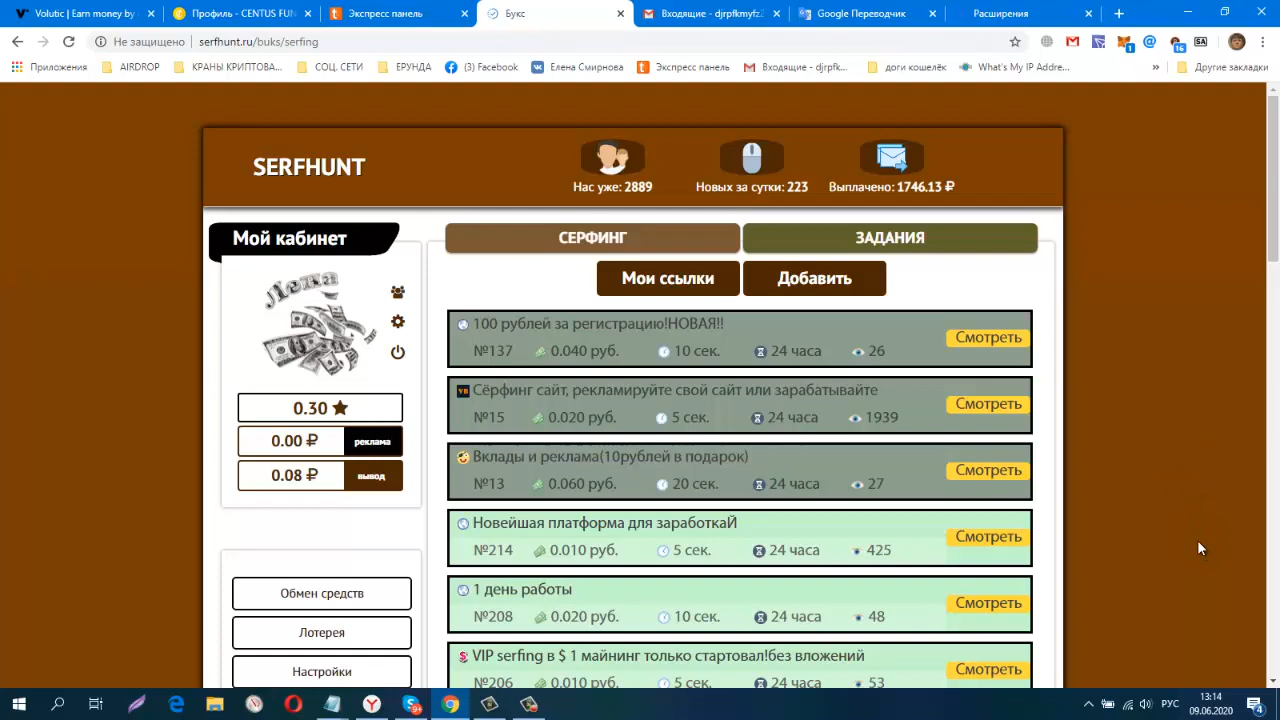 Volutic | Earn money by
Профиль - CENTUS FUN
Экспресс панель
Букс
Входящие - djrpfkmyfz
Google Переводчик
Расширения
Не защищено | serfhunt.ru/buks/serfing
Приложения
AIRDROP
КРАНЫ КРИПТОВА...
СОЦ. СЕТИ
ЕРУНДА
(3) Facebook
Елена Смирнова
Экспресс панель
Входящие - djrpfk...
доги кошелёк
What's My IP Addre...
»
Другие закладки
SERFHUNT
Нас уже: 2889
Новых за сутки: 223
Выплачено: 1746.13 ₽
Мой кабинет
Лена
0.30 ★
0.00 ₽ реклама
0.08 ₽ вывод
Обмен средств
Лотерея
Настройки
СЕРФИНГ
ЗАДАНИЯ
Мои ссылки
Добавить
100 рублей за регистрацию!НОВАЯ!!
№137 0.040 руб. 10 сек. 24 часа 26
Смотреть
Сёрфинг сайт, рекламируйте свой сайт или зарабатывайте
№15 0.020 руб. 5 сек. 24 часа 1939
Смотреть
Вклады и реклама(10рублей в подарок)
№13 0.060 руб. 20 сек. 24 часа 27
Смотреть
Новейшая платформа для заработкаЙ
№214 0.010 руб. 5 сек. 24 часа 425
Смотреть
1 день работы
№208 0.020 руб. 10 сек. 24 часа 48
Смотреть
VIP serfing в $ 1 майнинг только стартовал!без вложений
№206 0.010 руб. 5 сек. 24 часа 53
Смотреть
РУС
13:14
09.06.2020